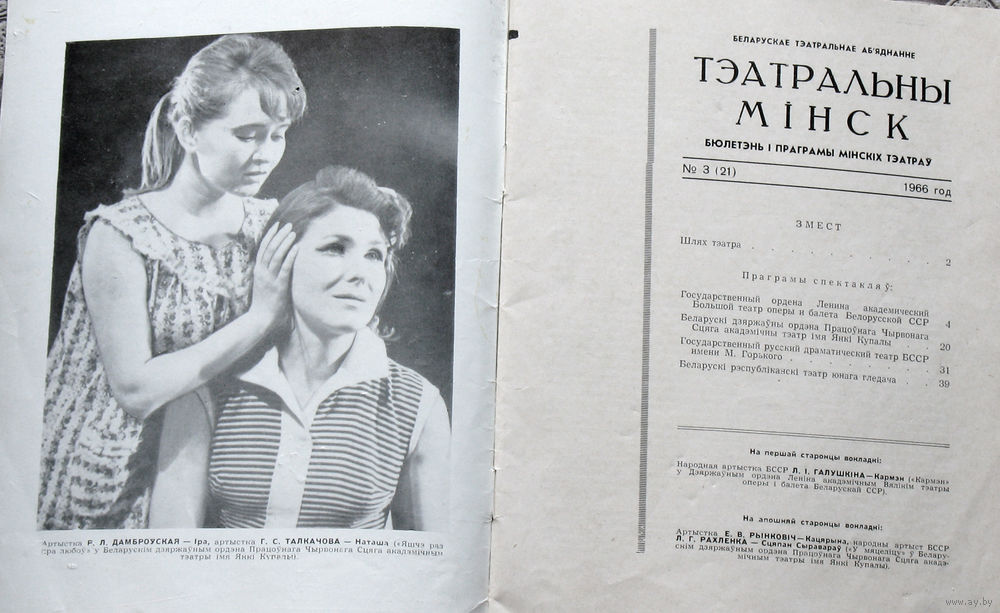 Артыстка Р. Л. ДАМБРОЎСКАЯ — Іра, артыстка Г. С. ТАЛКАЧОВА — Наташа («Яшчэ раз
пра любоў» у Беларускім дзяржаўным ордэна Працоўнага Чырвонага Сцяга акадэмічным
тэатры імя Янкі Купалы).
БЕЛАРУСКАЕ ТЭАТРАЛЬНАЕ АБ'ЯДНАННЕ
ТЭАТРАЛЬНЫ
МІНСК
БЮЛЕТЭНЬ І ПРАГРАМЫ МІНСКІХ ТЭАТРАЎ
№ 3 (21) 1966 год
ЗМЕСТ
Шлях тэатра . . . . . . . . . . 2
Праграмы спектакляў:
Государственный ордена Ленина академический
Большой театр оперы и балета Белорусской ССР 4
Беларускі дзяржаўны ордэна Працоўнага Чырвонага
Сцяга акадэмічны тэатр імя Янкі Купалы . 20
Государственный русский драматический театр БССР
имени М. Горького . . . . . . . . 31
Беларускі рэспубліканскі тэатр юнага гледача . . 39
На першай старонцы вокладкі:
Народная артыстка БССР Л. І. ГАЛУШКІНА — Кармэн («Кармэн»
у Дзяржаўным ордэна Леніна акадэмічным Вялікім тэатры
оперы і балета Беларускай ССР).
На апошняй старонцы вокладкі:
Артыстка Е. В. РЫНКОВІЧ — Кацярына, народны артыст БССР
Л. Г. РАХЛЕНКА — Сцяпан Сыравараў («У мяцеліцу» ў Бела-
рускім дзяржаўным ордэна Працоўнага Чырвонага Сцяга акадэ-
мічным тэатры імя Янкі Купалы).
www.ay.by